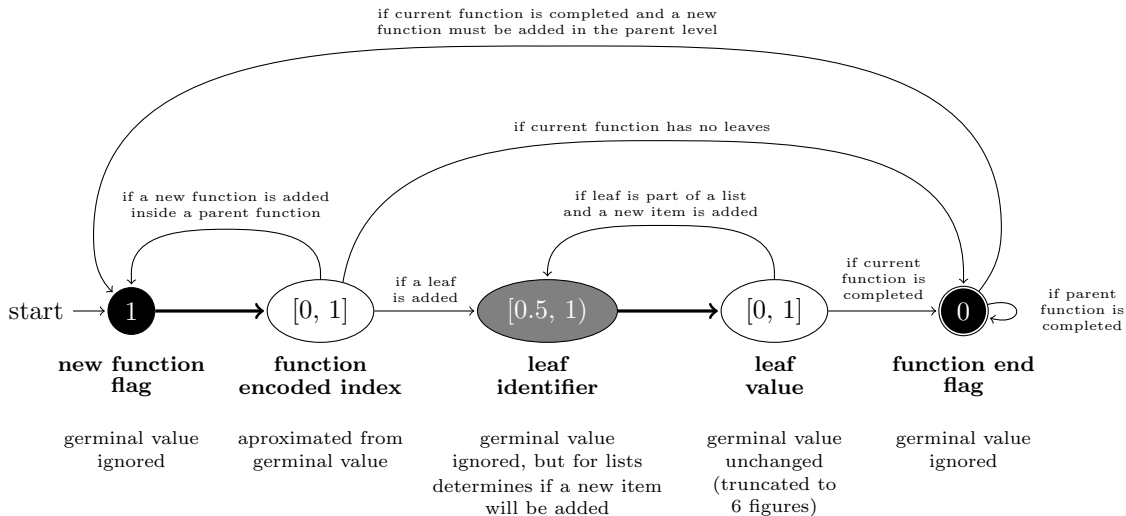 if current function is completed and a new
function must be added in the parent level
if current function has no leaves
if a new function is added
inside a parent function
if leaf is part of a list
and a new item is added
if a leaf
is added
if current
function is
completed
if parent
function is
completed
start
1
[0, 1]
[0.5, 1)
[0, 1]
0
new function
flag
function
encoded index
leaf
identifier
leaf
value
function end
flag
germinal value
ignored
aproximated from
germinal value
germinal value
ignored, but for lists
determines if a new item
will be added
germinal value
unchanged
(truncated to
6 figures)
germinal value
ignored